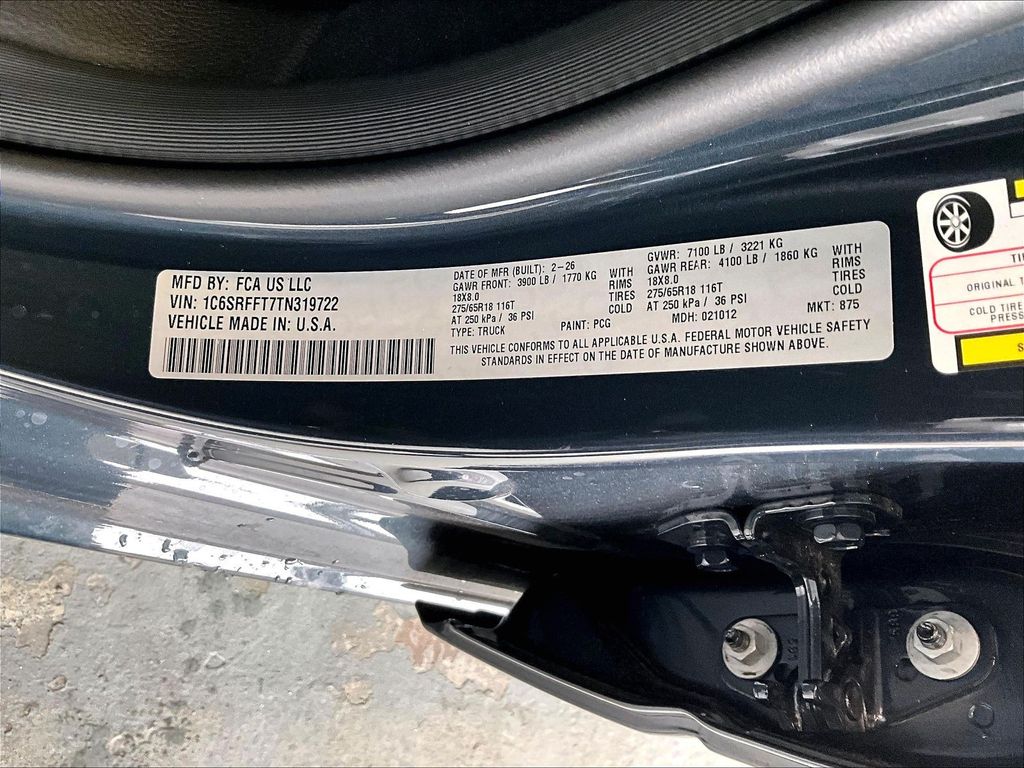 MFD BY: FCA US LLC
VIN: 1C6SRFFT7TN319722
VEHICLE MADE IN: U.S.A.
DATE OF MFR (BUILT): 2-26
GAWR FRONT: 3900 LB / 1770 KG WITH
18X8.0 RIMS
275/65R18 116T TIRES
AT 250 kPa / 36 PSI COLD
TYPE: TRUCK PAINT: PCG
GVWR: 7100 LB / 3221 KG
GAWR REAR: 4100 LB / 1860 KG WITH
18X8.0 RIMS
275/65R18 116T TIRES
AT 250 kPa / 36 PSI COLD
MDH: 021012 MKT: 875
THIS VEHICLE CONFORMS TO ALL APPLICABLE U.S.A. FEDERAL MOTOR VEHICLE SAFETY
STANDARDS IN EFFECT ON THE DATE OF MANUFACTURE SHOWN ABOVE.
TI
ORIGINAL T
COLD TIRE
PRESS
S